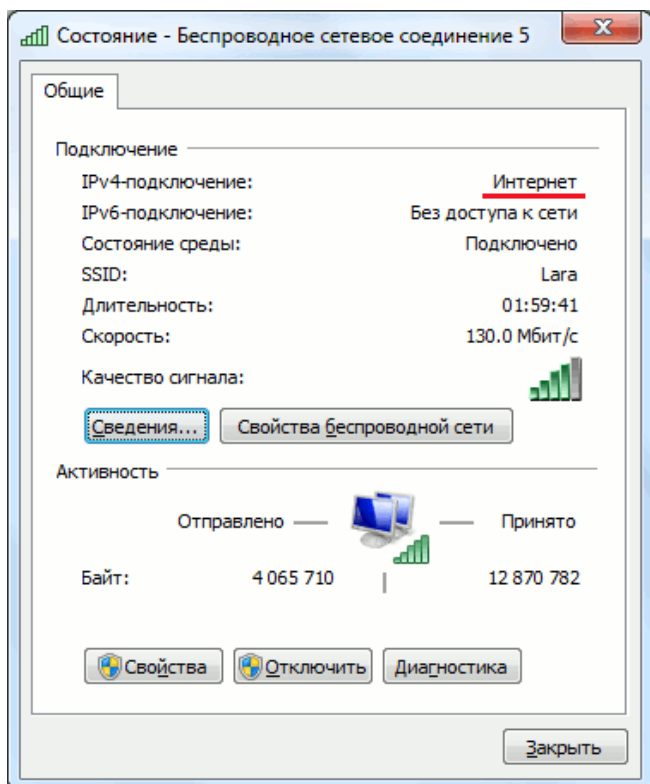 Состояние - Беспроводное сетевое соединение 5
Общие
Подключение
IPv4-подключение: Интернет
IPv6-подключение: Без доступа к сети
Состояние среды: Подключено
SSID: Lara
Длительность: 01:59:41
Скорость: 130.0 Мбит/с
Качество сигнала:
Сведения... Свойства беспроводной сети
Активность
Отправлено Принято
Байт: 4 065 710 12 870 782
Свойства Отключить Диагностика
Закрыть